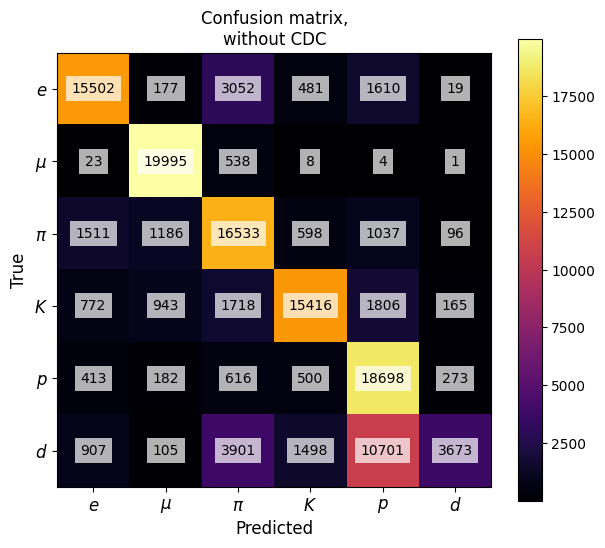 Confusion matrix,
without CDC
True
e 15502 177 3052 481 1610 19
μ 23 19995 538 8 4 1
π 1511 1186 16533 598 1037 96
K 772 943 1718 15416 1806 165
p 413 182 616 500 18698 273
d 907 105 3901 1498 10701 3673
e μ π K p d
Predicted
17500
15000
12500
10000
7500
5000
2500